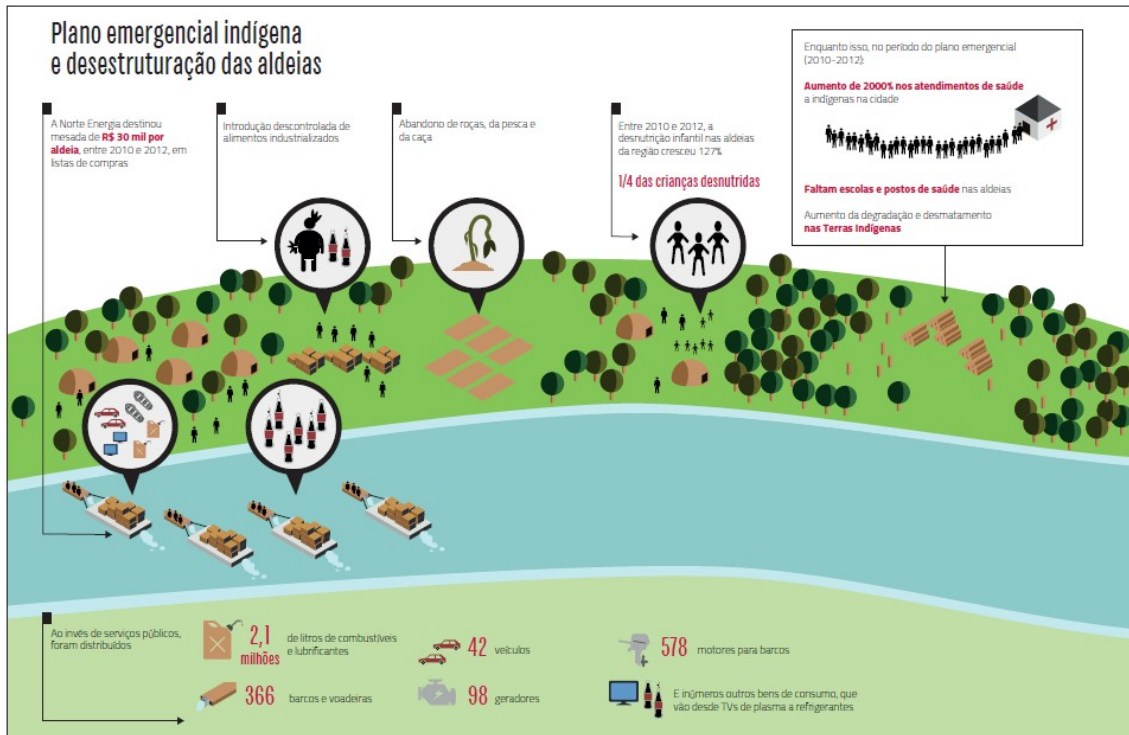 Plano emergencial indígena
e desestruturação das aldeias
A Norte Energia destinou
mesada de R$ 30 mil por
aldeia, entre 2010 e 2012, em
listas de compras
Introdução descontrolada de
alimentos industrializados
Abandono de roças, da pesca e
da caça
Entre 2010 e 2012, a
desnutrição infantil nas aldeias
da região cresceu 127%
1/4 das crianças desnutridas
Enquanto isso, no período do plano emergencial
(2010-2012):
Aumento de 2000% nos atendimentos de saúde
a indígenas na cidade
Faltam escolas e postos de saúde nas aldeias
Aumento da degradação e desmatamento
nas Terras Indígenas
Ao invés de serviços públicos,
foram distribuídos
2,1
milhões
de litros de combustíveis
e lubrificantes
42 veículos
578 motores para barcos
366 barcos e voadeiras
98 geradores
E inúmeros outros bens de consumo, que
vão desde TVs de plasma a refrigerantes